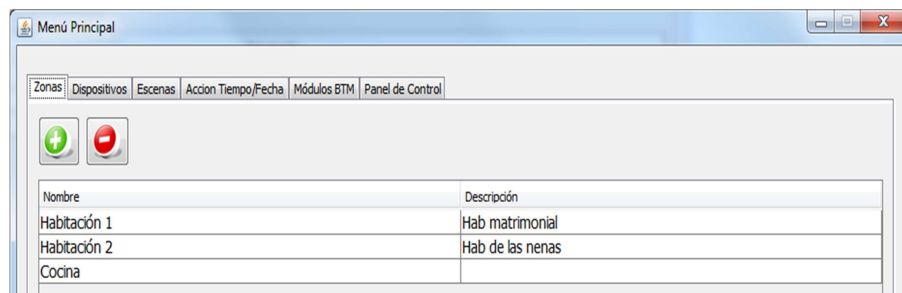 Menú Principal
Zonas Dispositivos Escenas Accion Tiempo/Fecha Módulos BTM Panel de Control
Nombre Descripción
Habitación 1 Hab matrimonial
Habitación 2 Hab de las nenas
Cocina